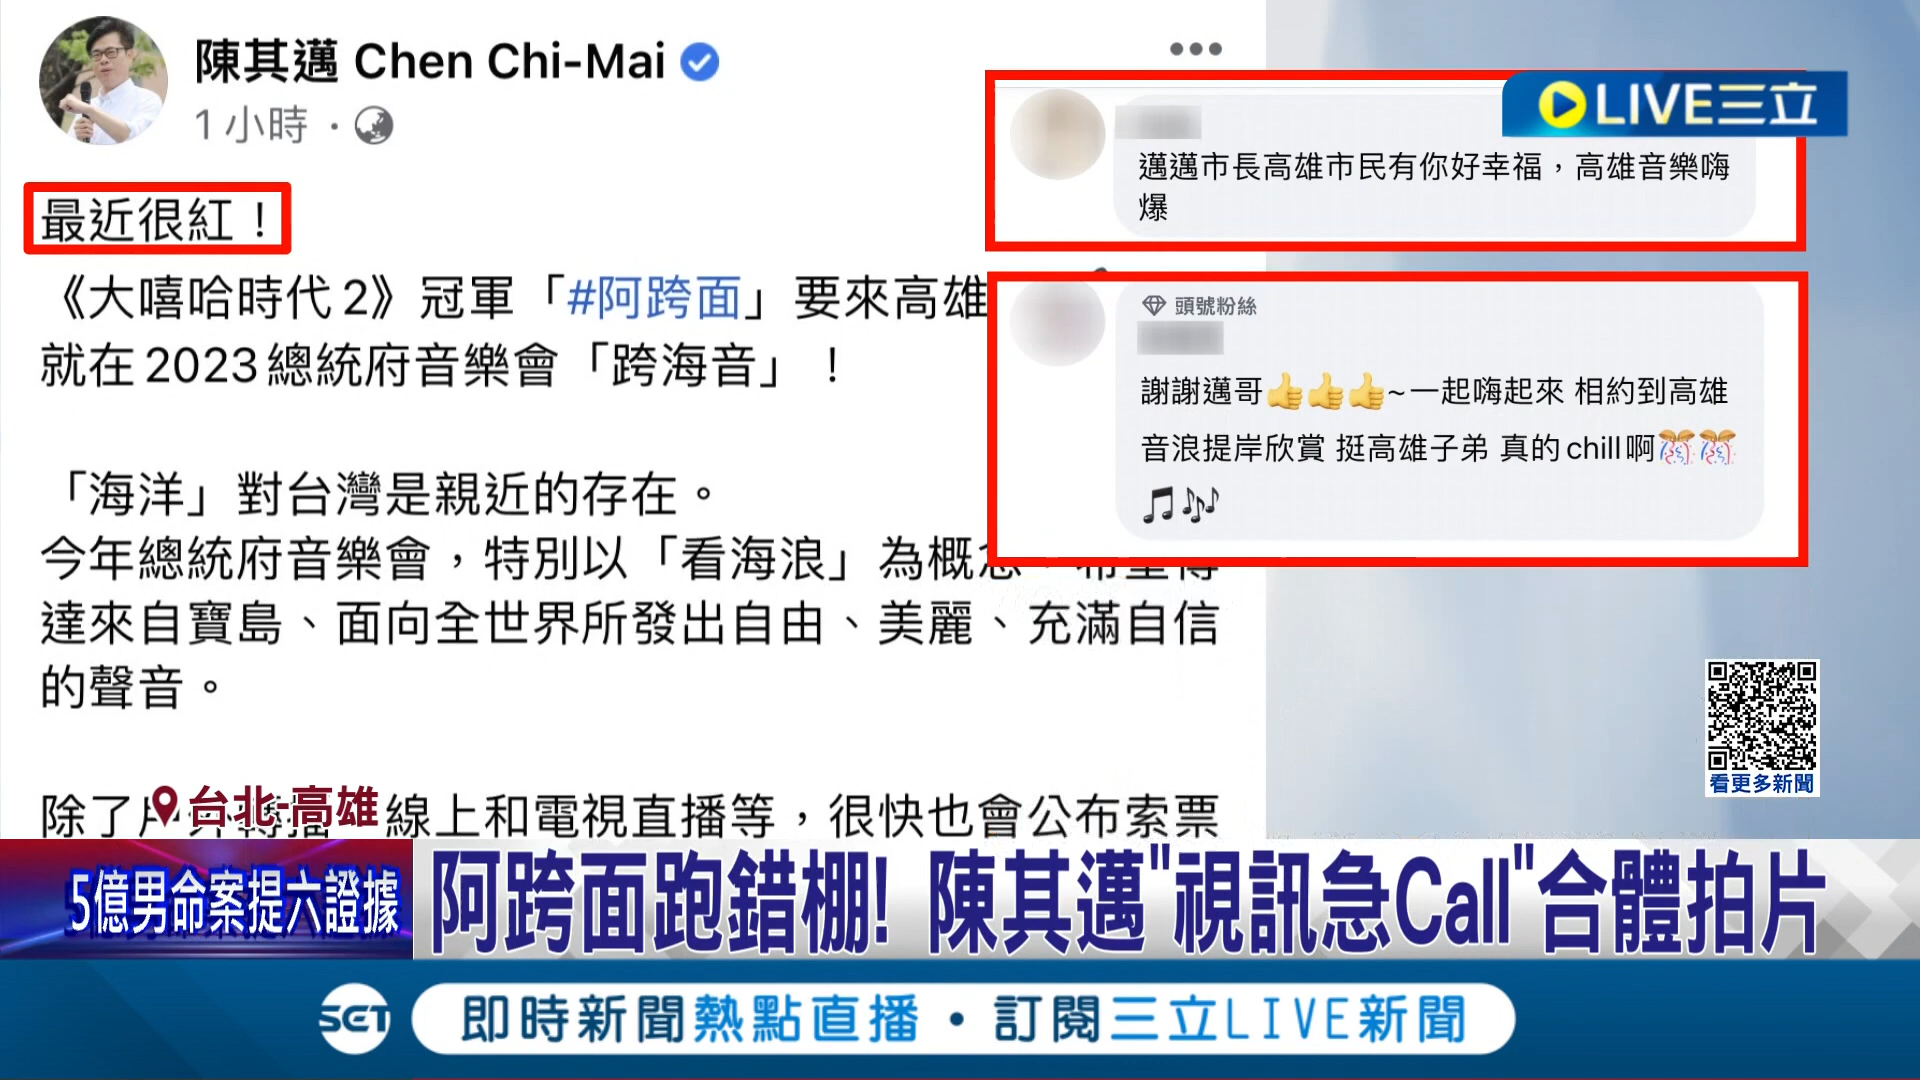 陳其邁 Chen Chi-Mai
1 小時 ·
最近很紅！
《大嘻哈時代 2》冠軍「#阿跨面」要來高雄
就在 2023 總統府音樂會「跨海音」！
「海洋」對台灣是親近的存在。
今年總統府音樂會，特別以「看海浪」為概
達來自寶島、面向全世界所發出自由、美麗、充滿自信
的聲音。
除了 線上和電視直播等，很快也會公布索票
LIVE三立
邁邁市長高雄市民有你好幸福，高雄音樂嗨
爆
頭號粉絲
謝謝邁哥👍👍👍~一起嗨起來 相約到高雄
音浪提岸欣賞 挺高雄子弟 真的chill啊🎊🎊
🎵🎶
看更多新聞
台北-高雄
5億男命案提六證據
阿跨面跑錯棚! 陳其邁"視訊急Call"合體拍片
SET
即時新聞熱點直播・訂閱三立LIVE新聞